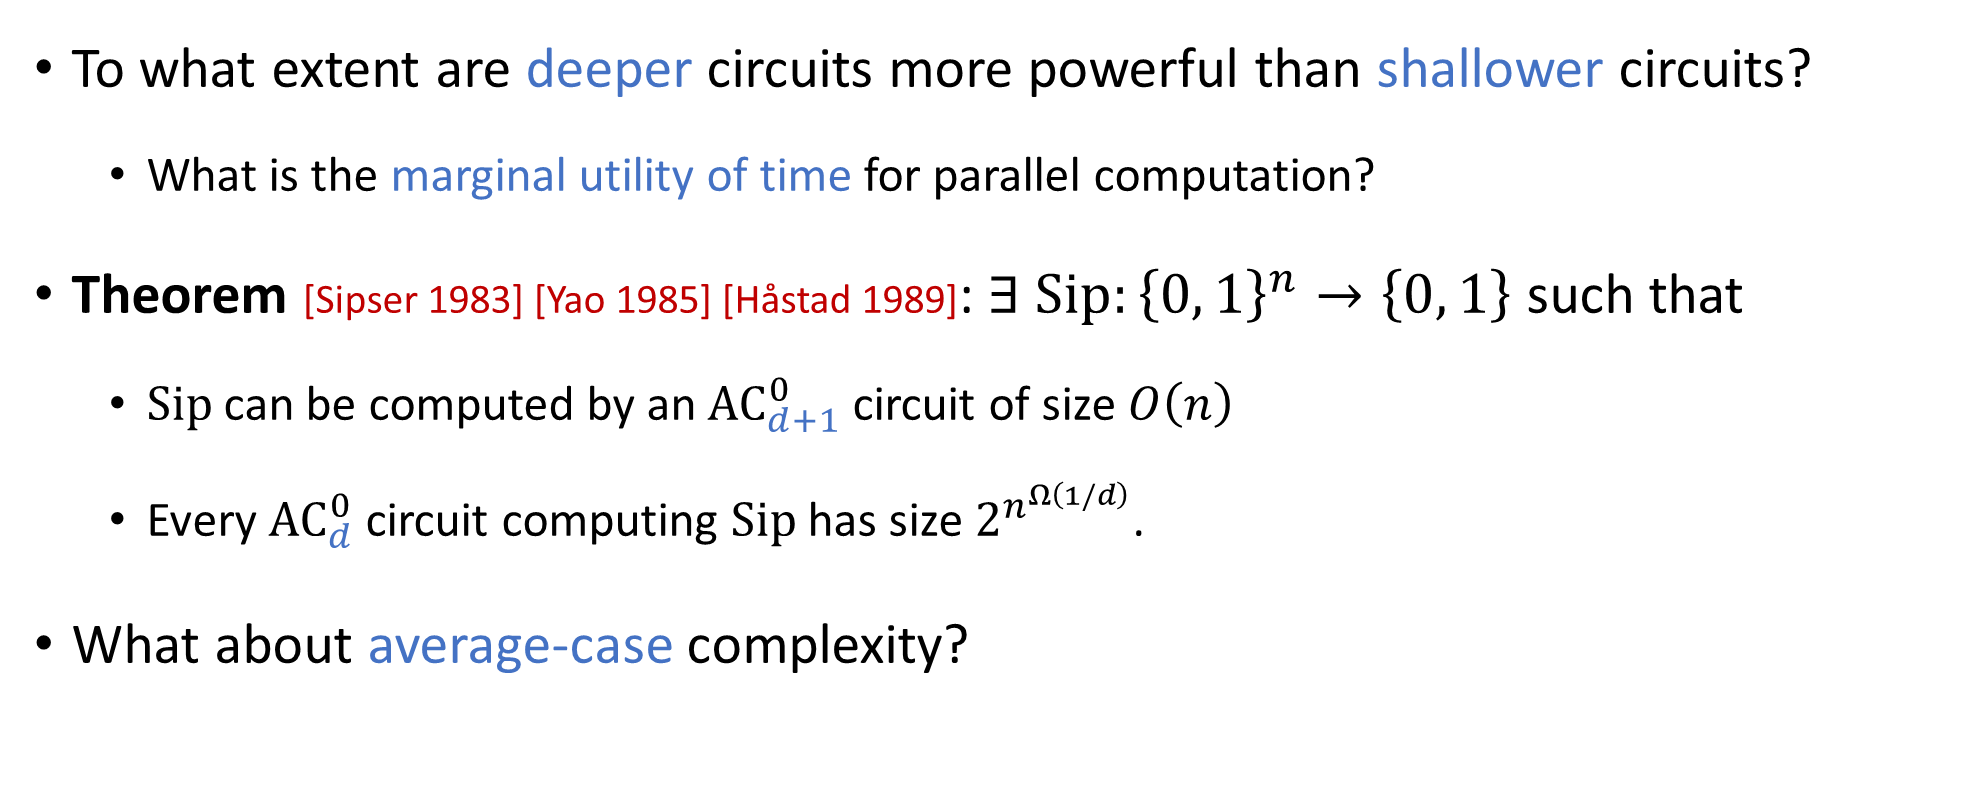 • To what extent are deeper circuits more powerful than shallower circuits?
• What is the marginal utility of time for parallel computation?
• Theorem [Sipser 1983] [Yao 1985] [Håstad 1989]: ∃ Sip: {0, 1}ⁿ → {0, 1} such that
• Sip can be computed by an AC^0_{d+1} circuit of size O(n)
• Every AC^0_d circuit computing Sip has size 2^{n^{Ω(1/d)}}.
• What about average-case complexity?